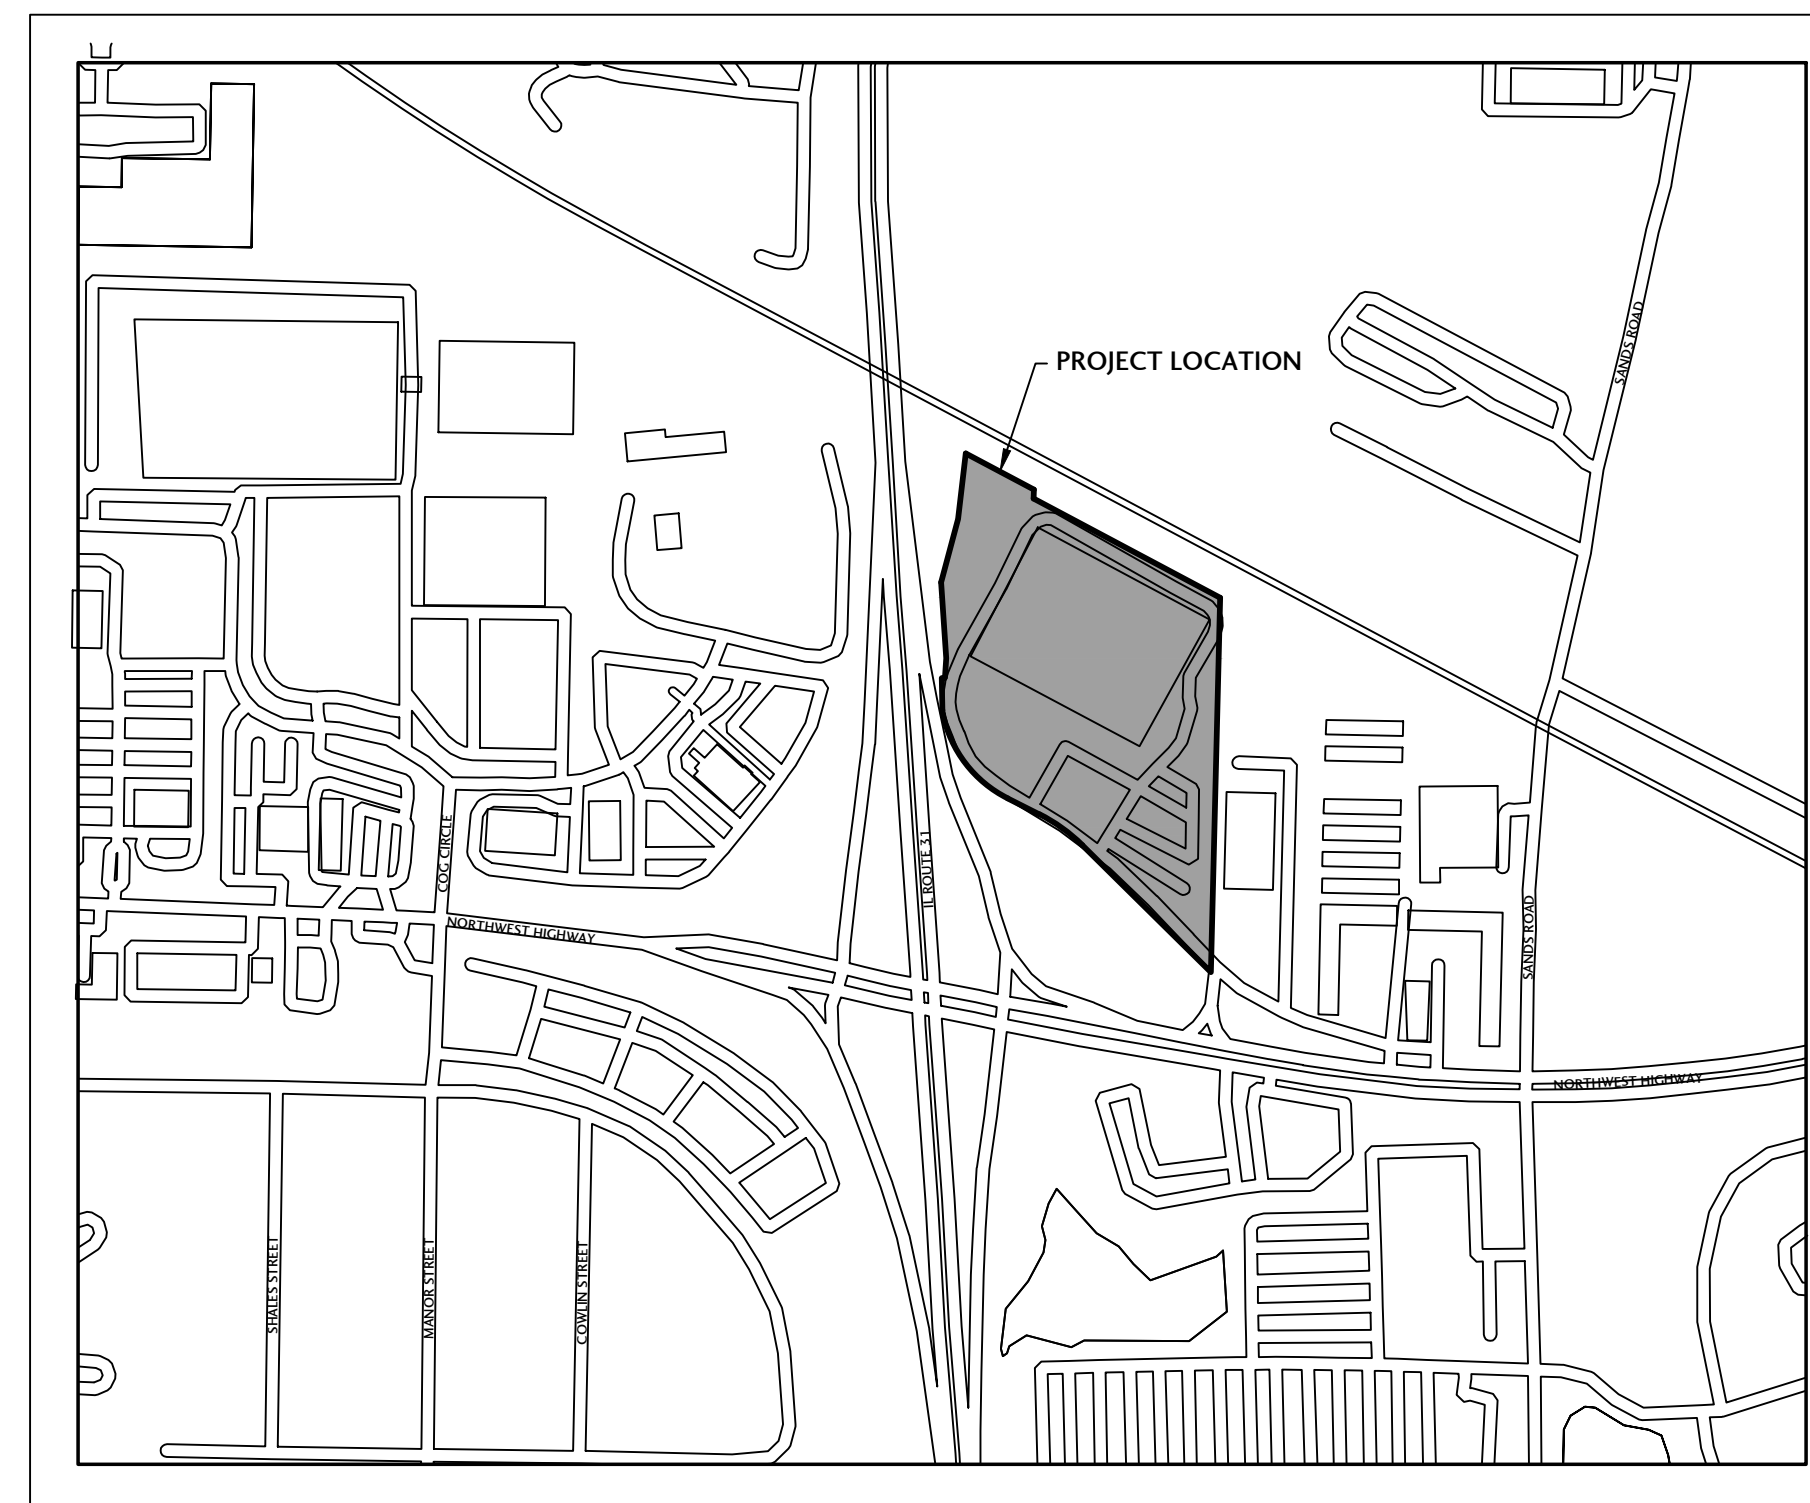 PROJECT LOCATION
SANDS ROAD
IL ROUTE 31
COG CIRCLE
NORTHWEST HIGHWAY
SANDS ROAD
NORTHWEST HIGHWAY
SHALES STREET
MANOR STREET
COWLIN STREET